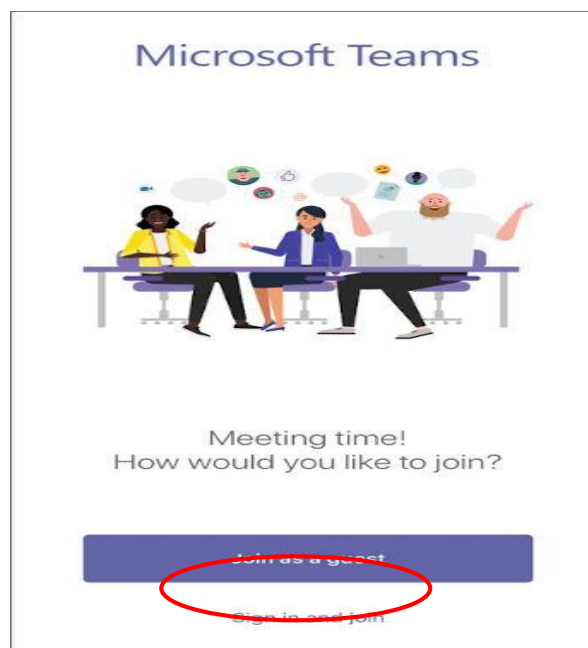 Microsoft Teams
Meeting time!
How would you like to join?
Join as a guest
Sign in and join